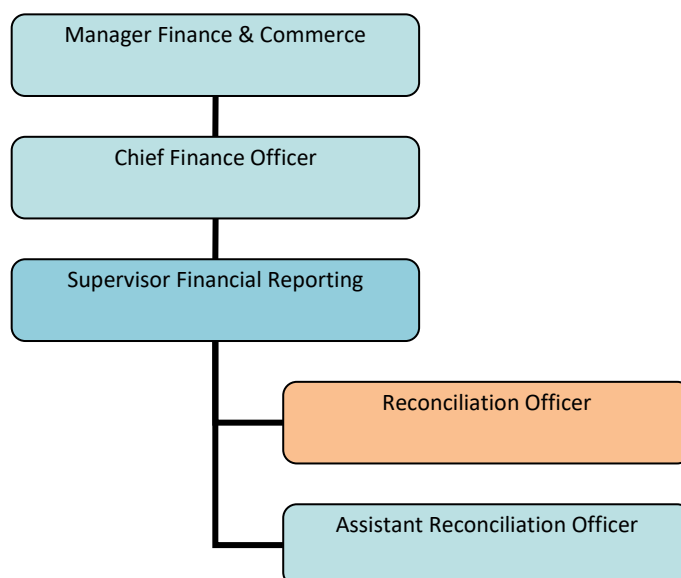 Manager Finance & Commerce
Chief Finance Officer
Supervisor Financial Reporting
Reconciliation Officer
Assistant Reconciliation Officer